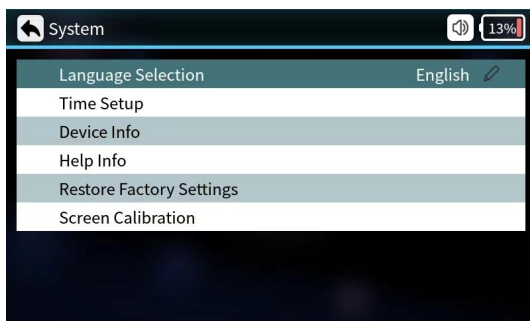 System
13%
Language Selection English
Time Setup
Device Info
Help Info
Restore Factory Settings
Screen Calibration